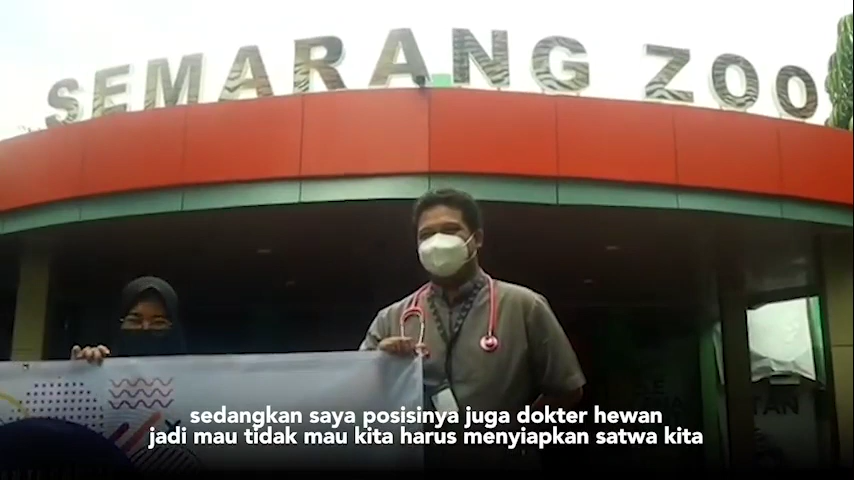 SEMARANG ZOO
sedangkan saya posisinya juga dokter hewan
jadi mau tidak mau kita harus menyiapkan satwa kita